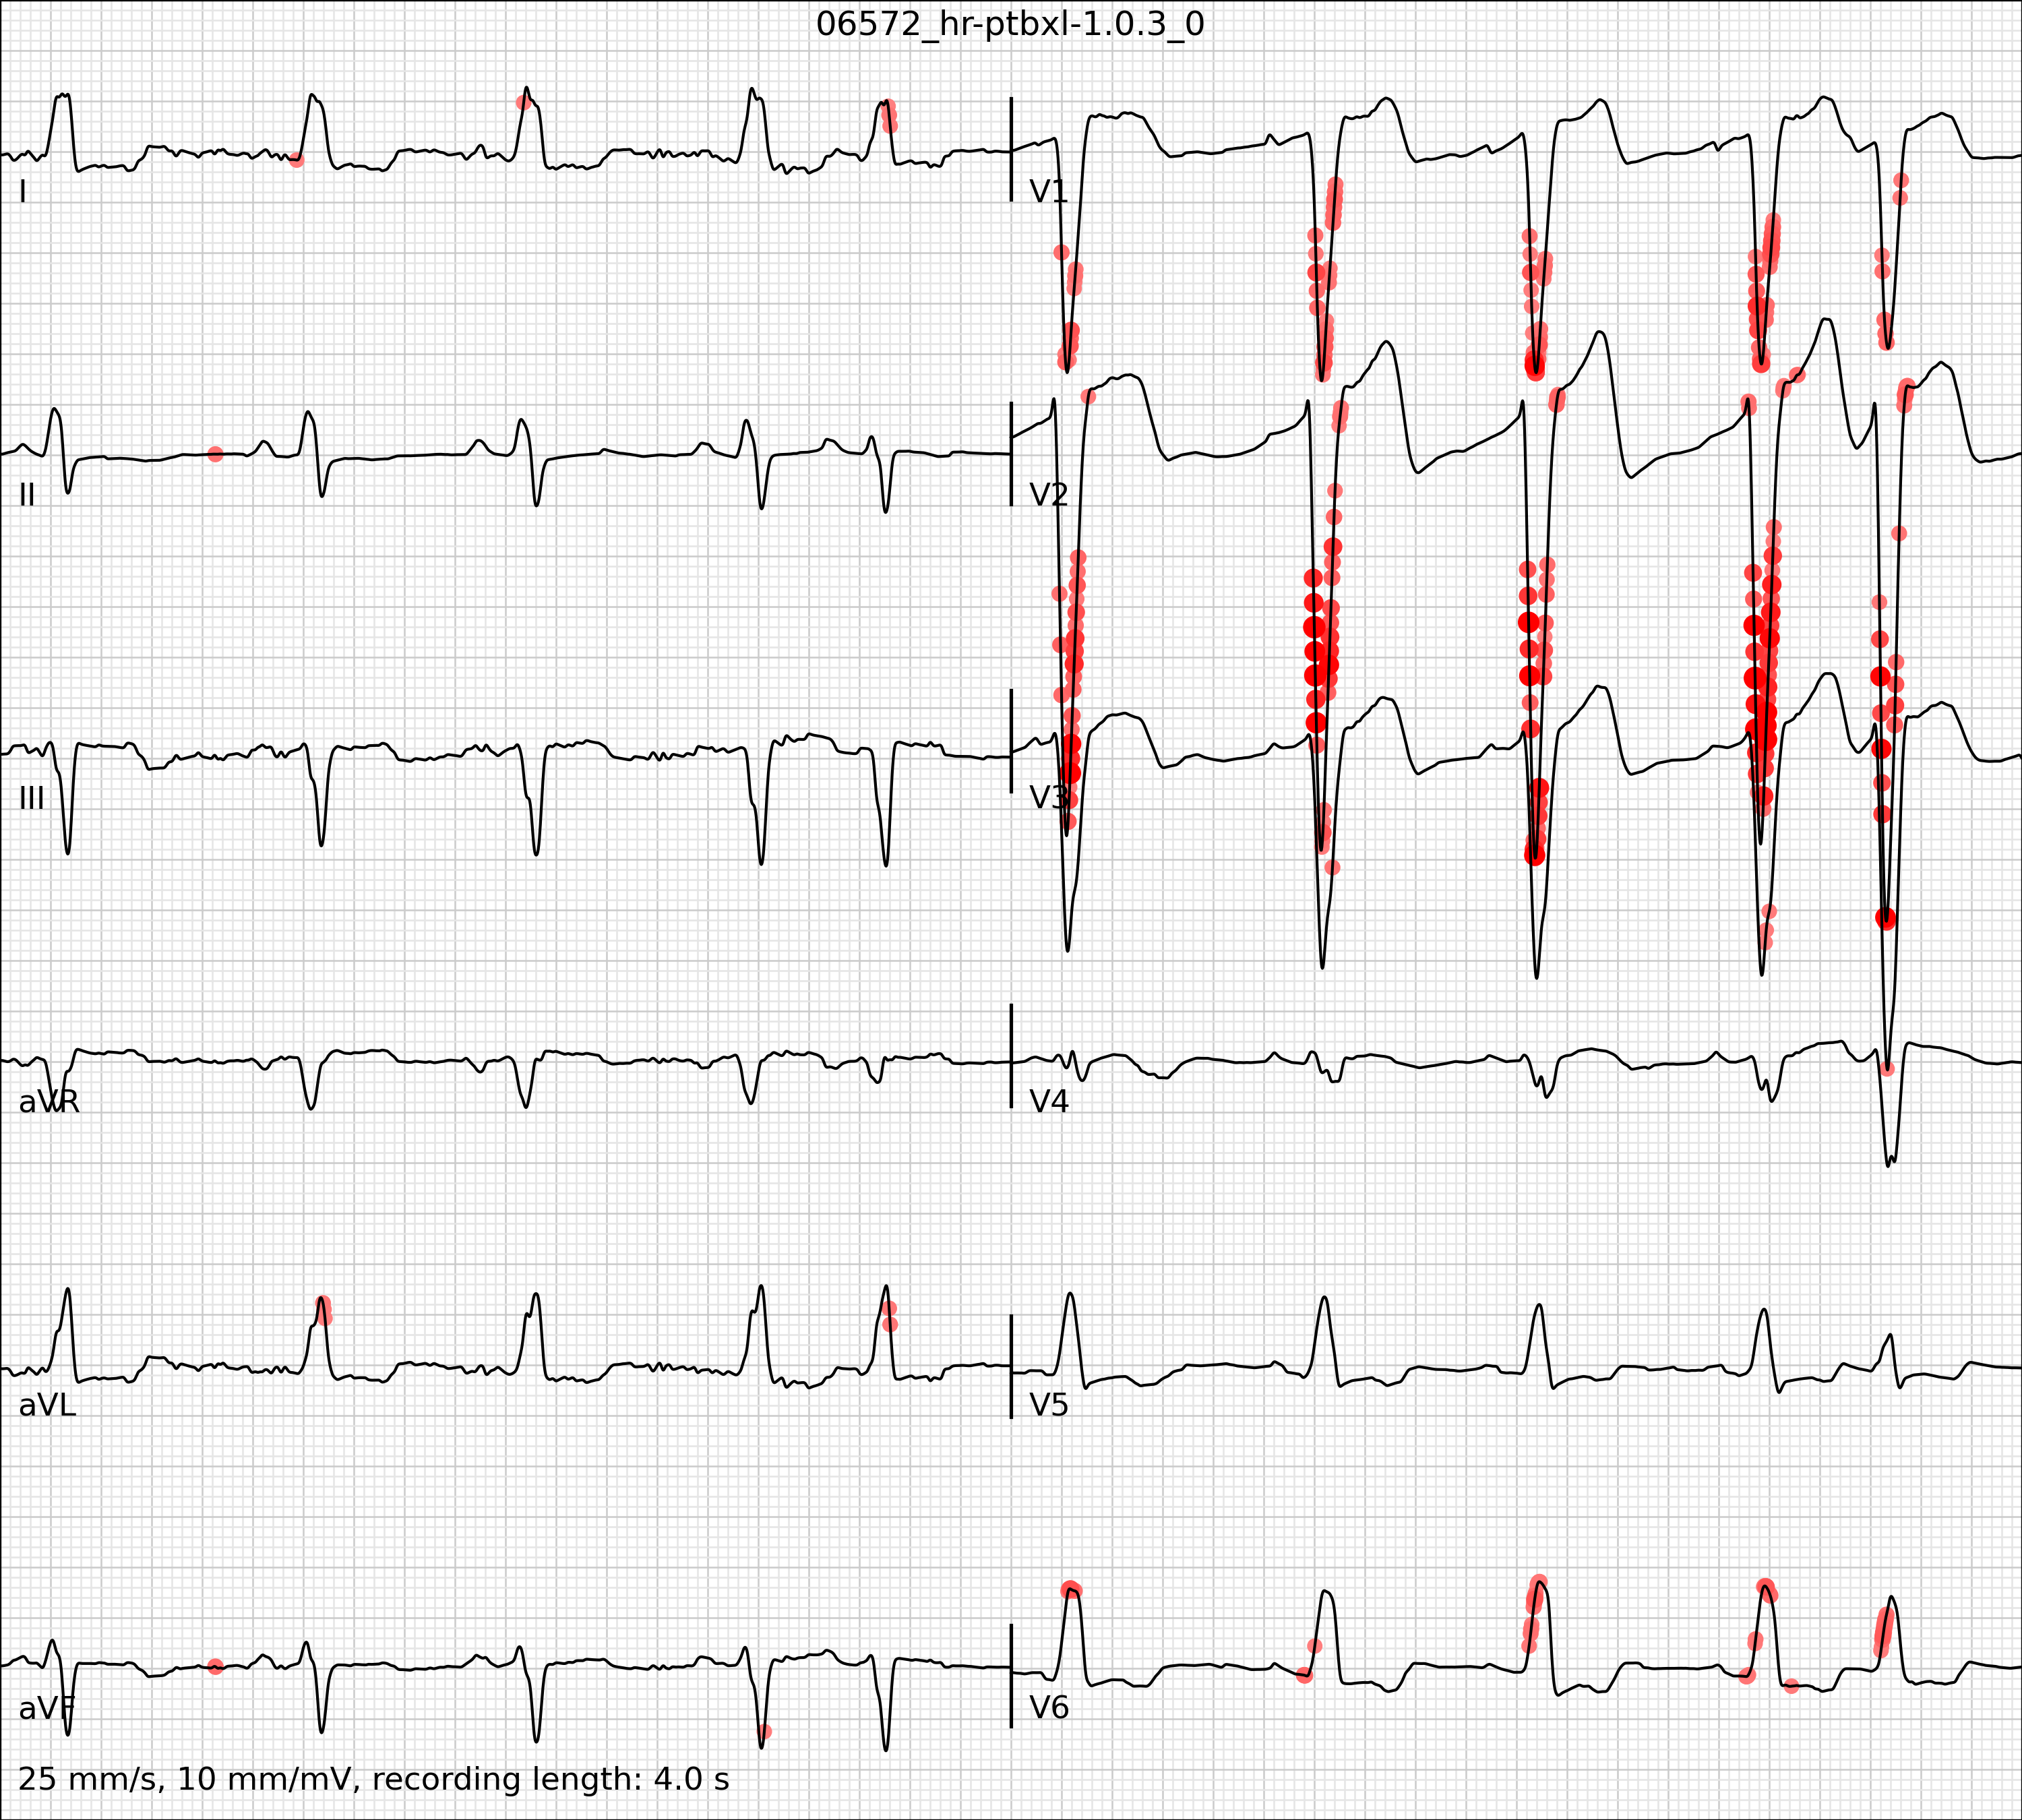 06572_hr-ptbxl-1.0.3_0
I
V1
II
V2
III
V3
aVR
V4
aVL
V5
aVF
V6
25 mm/s, 10 mm/mV, recording length: 4.0 s